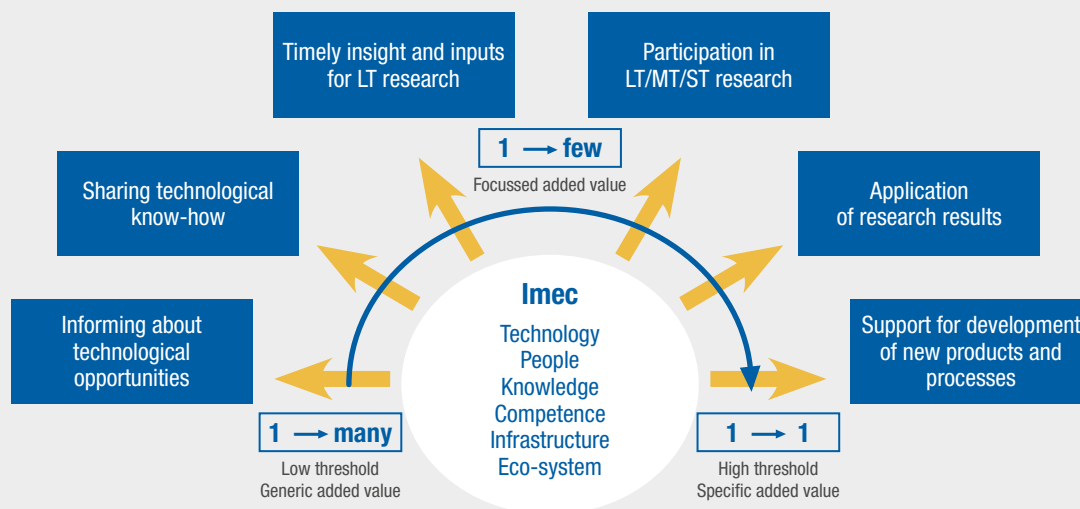 Timely insight and inputs
for LT research
Participation in
LT/MT/ST research
1 → few
Focussed added value
Sharing technological
know-how
Application
of research results
Informing about
technological
opportunities
Imec
Technology
People
Knowledge
Competence
Infrastructure
Eco-system
Support for development
of new products and
processes
1 → many
Low threshold
Generic added value
1 → 1
High threshold
Specific added value